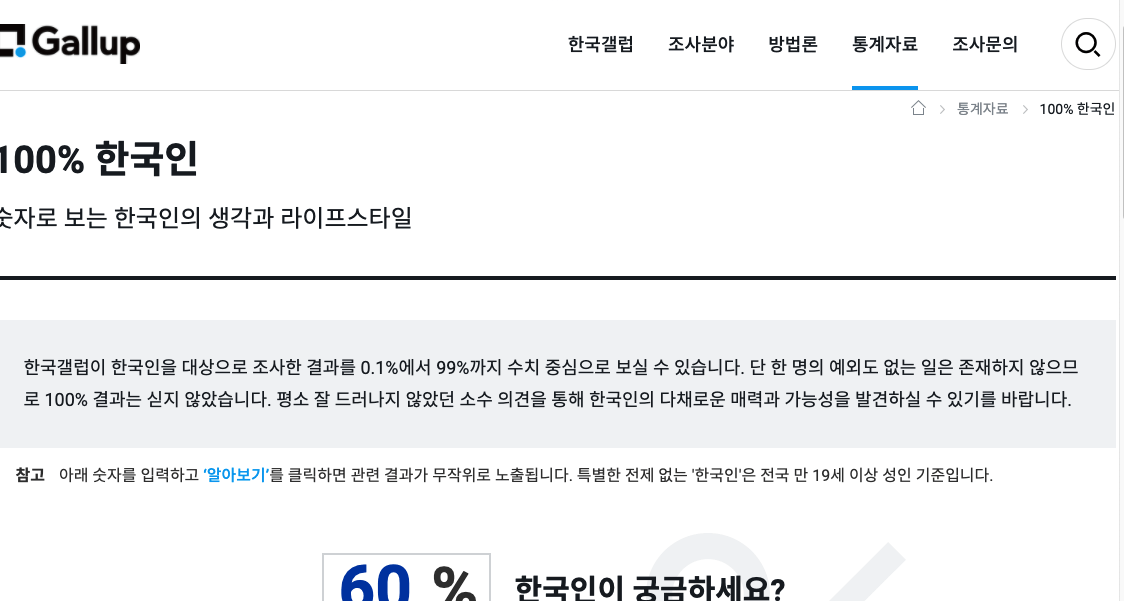 Gallup
한국갤럽 조사분야 방법론 통계자료 조사문의
통계자료 100% 한국인
100% 한국인
숫자로 보는 한국인의 생각과 라이프스타일
한국갤럽이 한국인을 대상으로 조사한 결과를 0.1%에서 99%까지 수치 중심으로 보실 수 있습니다. 단 한 명의 예외도 없는 일은 존재하지 않으므
로 100% 결과는 싣지 않았습니다. 평소 잘 드러나지 않았던 소수 의견을 통해 한국인의 다채로운 매력과 가능성을 발견하실 수 있기를 바랍니다.
참고 아래 숫자를 입력하고 '알아보기'를 클릭하면 관련 결과가 무작위로 노출됩니다. 특별한 전제 없는 '한국인'은 전국 만 19세 이상 성인 기준입니다.
60 % 한국인이 궁금하세요?